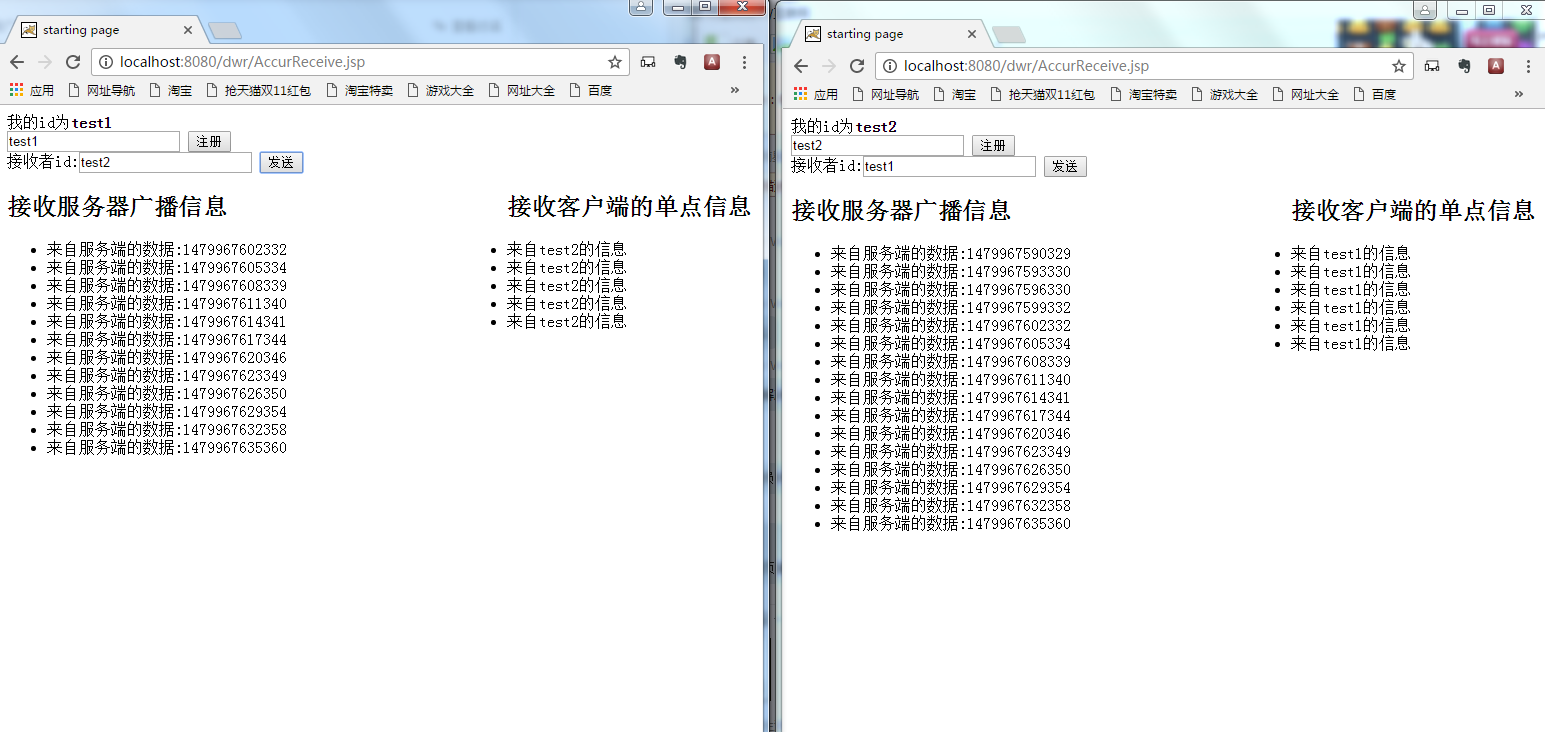 starting page
localhost:8080/dwr/AccurReceive.jsp
应用 网址导航 淘宝 抢天猫双11红包 淘宝特卖 游戏大全 网址大全 百度 »
我的id为test1
test1 注册
接收者id:test2 发送
接收服务器广播信息 接收客户端的单点信息
来自服务端的数据:1479967602332 来自test2的信息
来自服务端的数据:1479967605334 来自test2的信息
来自服务端的数据:1479967608339 来自test2的信息
来自服务端的数据:1479967611340 来自test2的信息
来自服务端的数据:1479967614341 来自test2的信息
来自服务端的数据:1479967617344
来自服务端的数据:1479967620346
来自服务端的数据:1479967623349
来自服务端的数据:1479967626350
来自服务端的数据:1479967629354
来自服务端的数据:1479967632358
来自服务端的数据:1479967635360
starting page
localhost:8080/dwr/AccurReceive.jsp
应用 网址导航 淘宝 抢天猫双11红包 淘宝特卖 游戏大全 网址大全 百度 »
我的id为test2
test2 注册
接收者id:test1 发送
接收服务器广播信息 接收客户端的单点信息
来自服务端的数据:1479967590329 来自test1的信息
来自服务端的数据:1479967593330 来自test1的信息
来自服务端的数据:1479967596330 来自test1的信息
来自服务端的数据:1479967599332 来自test1的信息
来自服务端的数据:1479967602332 来自test1的信息
来自服务端的数据:1479967605334 来自test1的信息
来自服务端的数据:1479967608339
来自服务端的数据:1479967611340
来自服务端的数据:1479967614341
来自服务端的数据:1479967617344
来自服务端的数据:1479967620346
来自服务端的数据:1479967623349
来自服务端的数据:1479967626350
来自服务端的数据:1479967629354
来自服务端的数据:1479967632358
来自服务端的数据:1479967635360